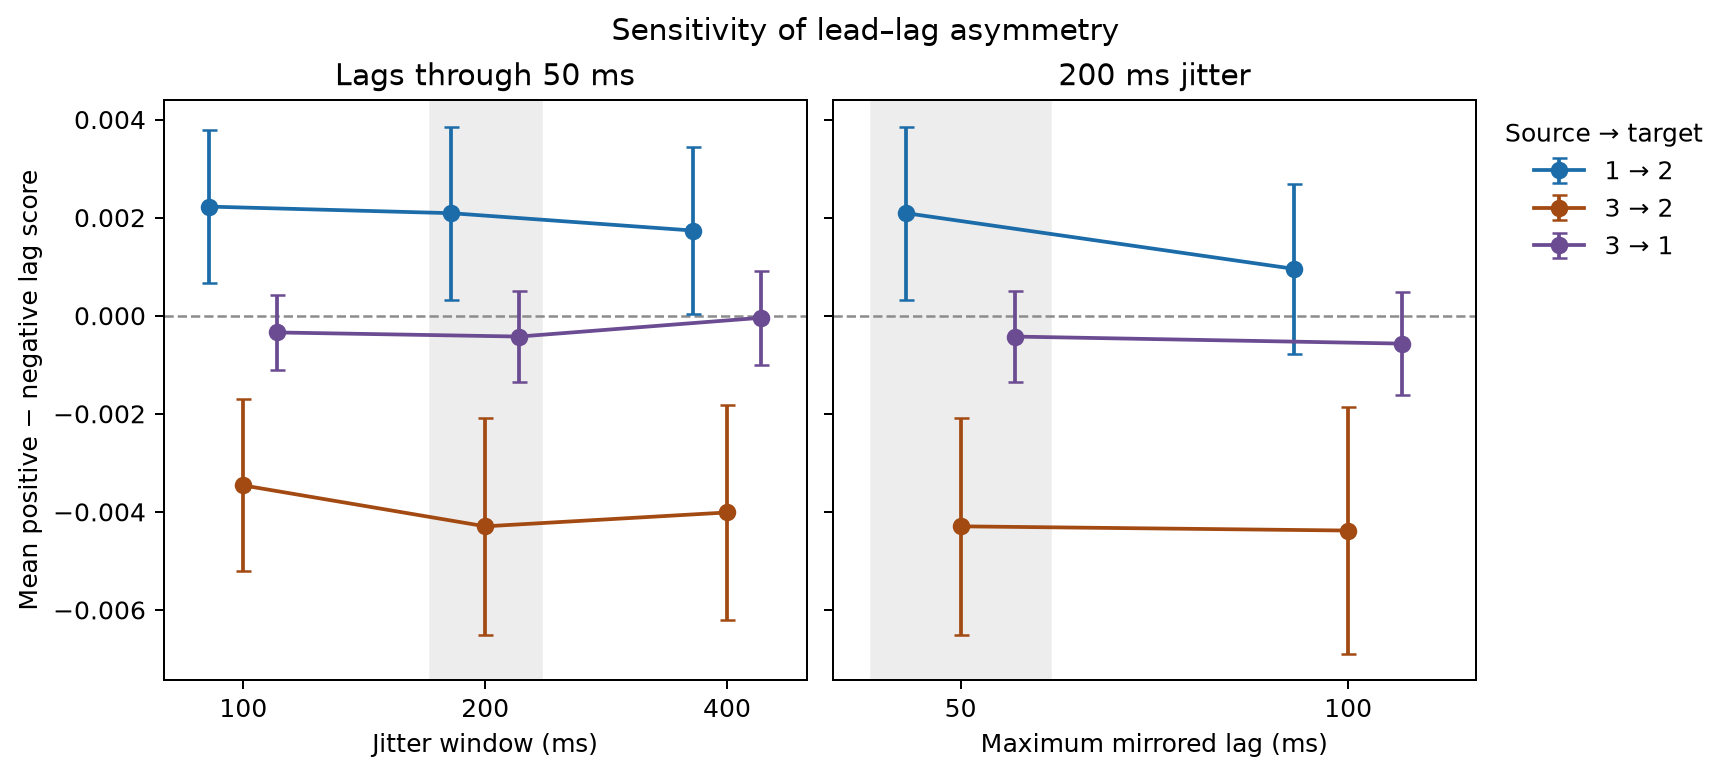 Sensitivity of lead–lag asymmetry
Lags through 50 ms
200 ms jitter
Mean positive − negative lag score
0.004
0.002
0.000
−0.002
−0.004
−0.006
100
200
400
Jitter window (ms)
50
100
Maximum mirrored lag (ms)
Source → target
1 → 2
3 → 2
3 → 1